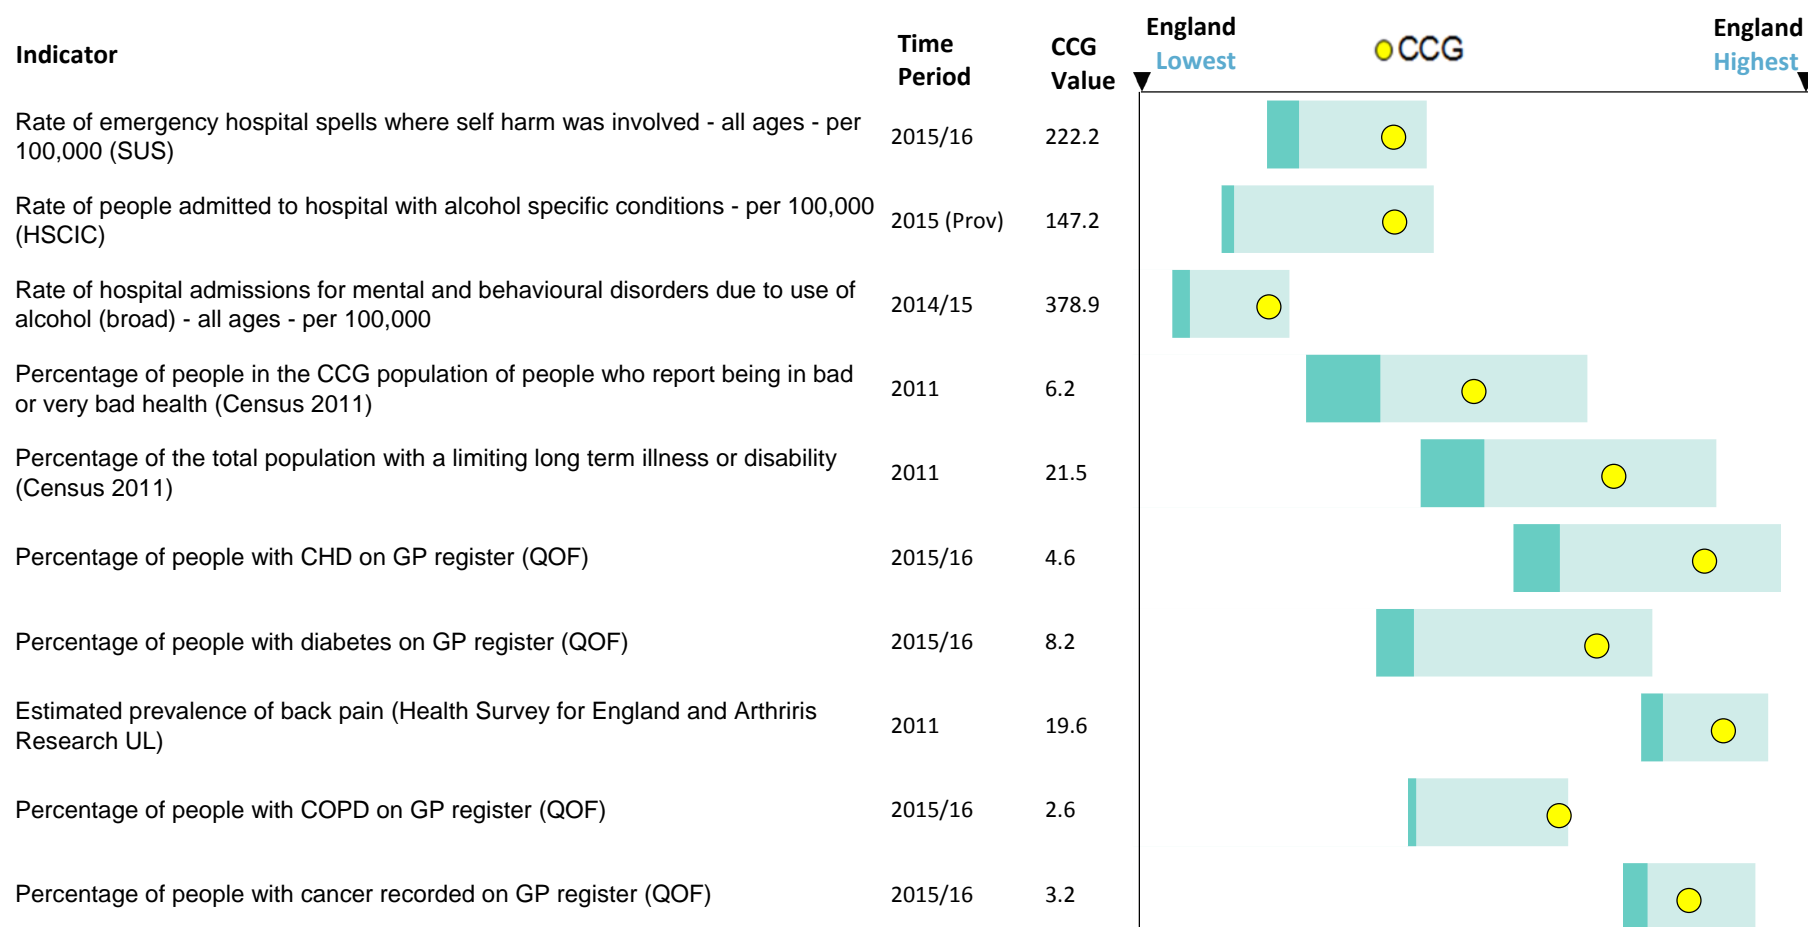 Indicator
Time
Period
CCG
Value
England
Lowest
CCG
England
Highest
Rate of emergency hospital spells where self harm was involved - all ages - per
100,000 (SUS)
2015/16
222.2
Rate of people admitted to hospital with alcohol specific conditions - per 100,000
(HSCIC)
2015 (Prov)
147.2
Rate of hospital admissions for mental and behavioural disorders due to use of
alcohol (broad) - all ages - per 100,000
2014/15
378.9
Percentage of people in the CCG population of people who report being in bad
or very bad health (Census 2011)
2011
6.2
Percentage of the total population with a limiting long term illness or disability
(Census 2011)
2011
21.5
Percentage of people with CHD on GP register (QOF)
2015/16
4.6
Percentage of people with diabetes on GP register (QOF)
2015/16
8.2
Estimated prevalence of back pain (Health Survey for England and Arthriris
Research UL)
2011
19.6
Percentage of people with COPD on GP register (QOF)
2015/16
2.6
Percentage of people with cancer recorded on GP register (QOF)
2015/16
3.2